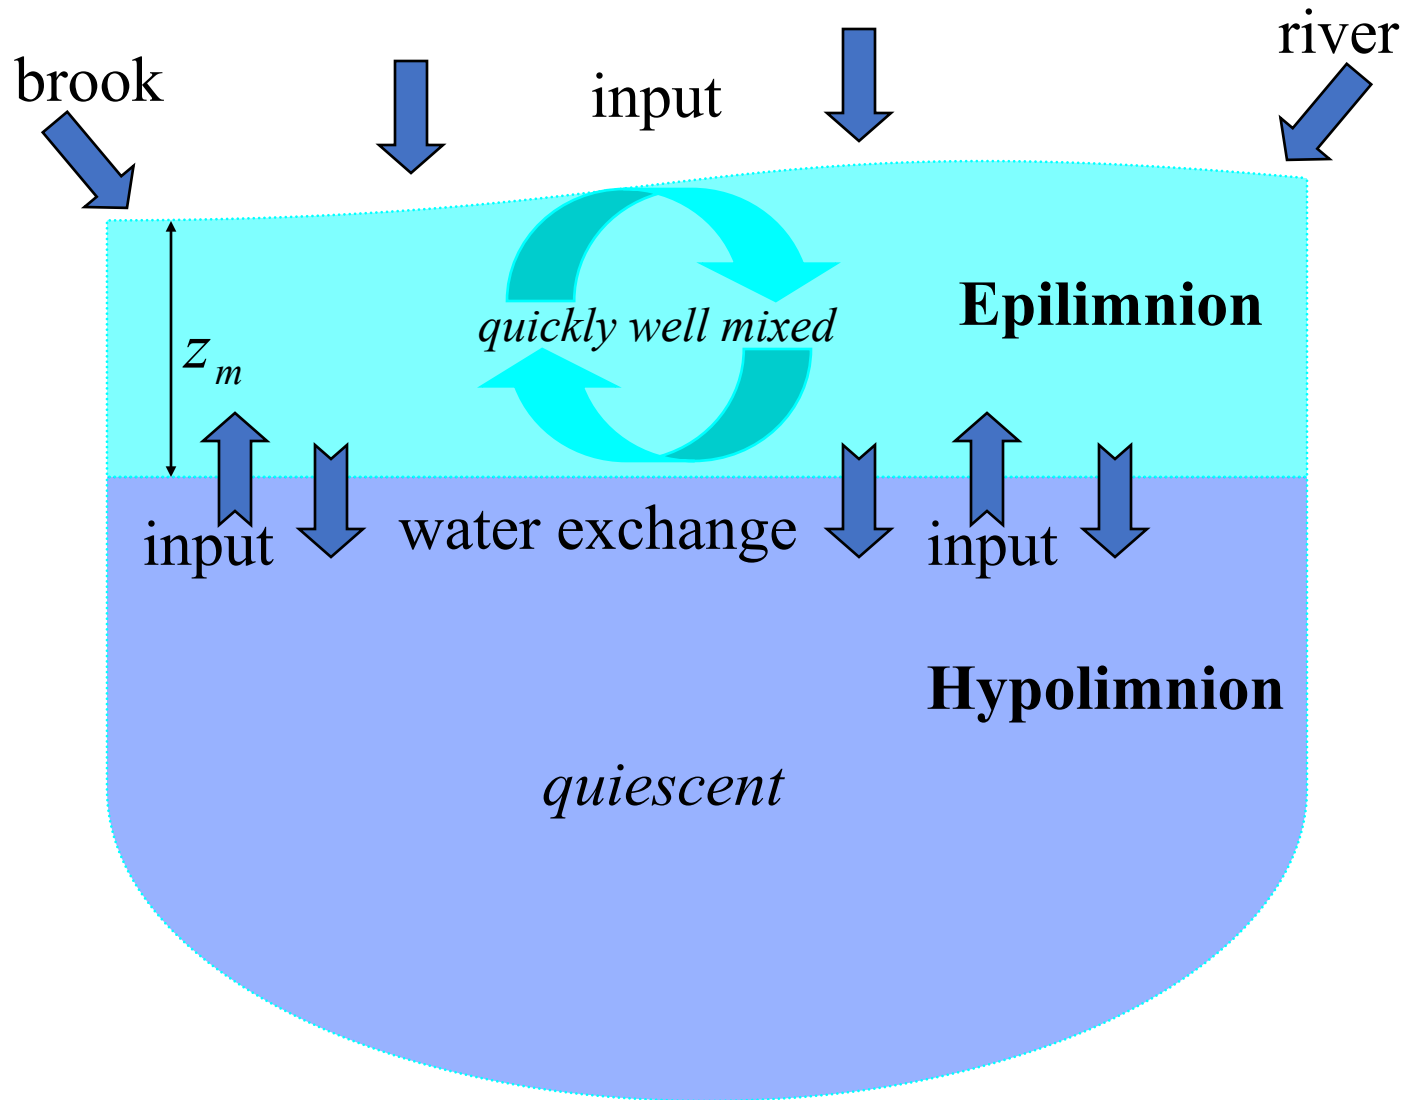 river
brook
input
Epilimnion
quickly well mixed
z m
water exchange
input
input
Hypolimnion
quiescent